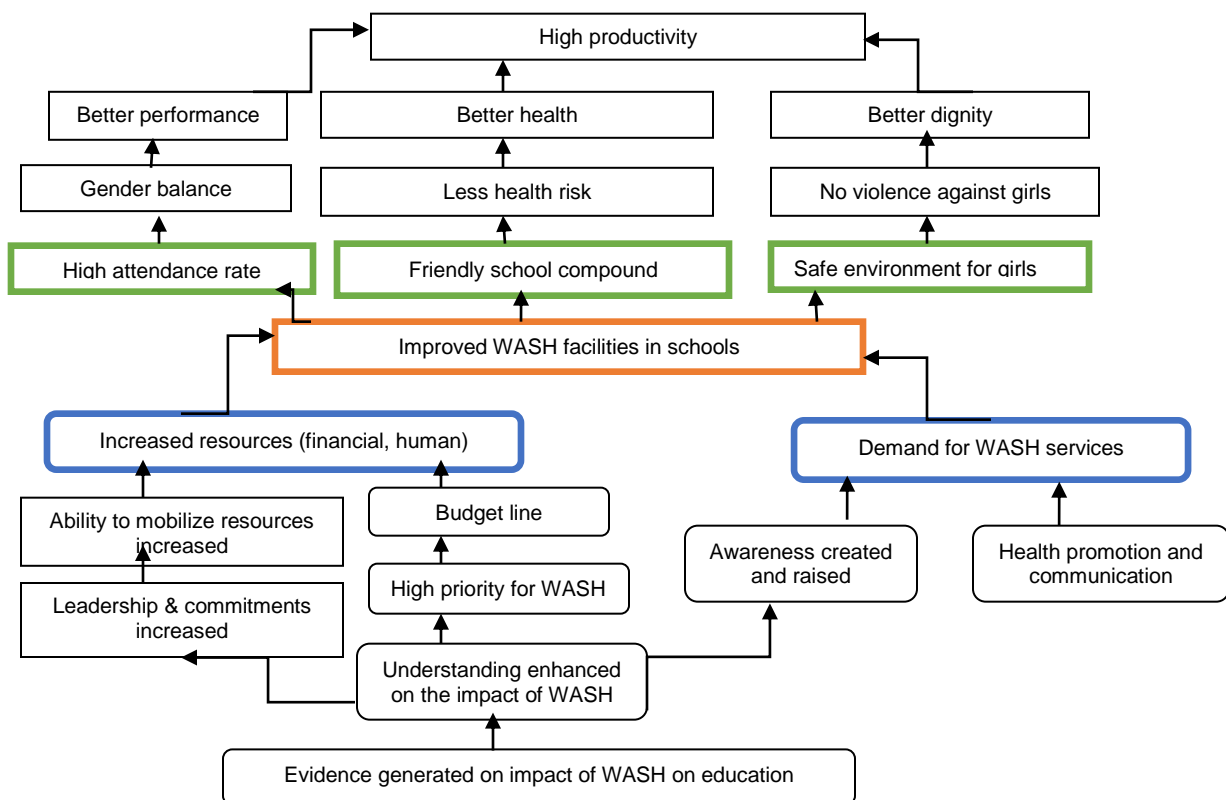 High productivity
Better performance
Better health
Better dignity
Gender balance
Less health risk
No violence against girls
High attendance rate
Friendly school compound
Safe environment for girls
Improved WASH facilities in schools
Increased resources (financial, human)
Demand for WASH services
Ability to mobilize resources
increased
Budget line
Awareness created
and raised
Health promotion and
communication
High priority for WASH
Leadership & commitments
increased
Understanding enhanced
on the impact of WASH
Evidence generated on impact of WASH on education